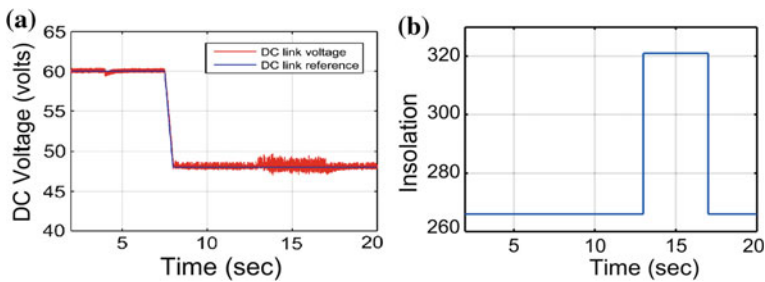 (a)
65
60
55
50
45
40
DC Voltage (volts)
DC link voltage
DC link reference
5
10
15
20
Time (sec)
(b)
320
300
280
260
Insolation
5
10
15
20
Time (sec)